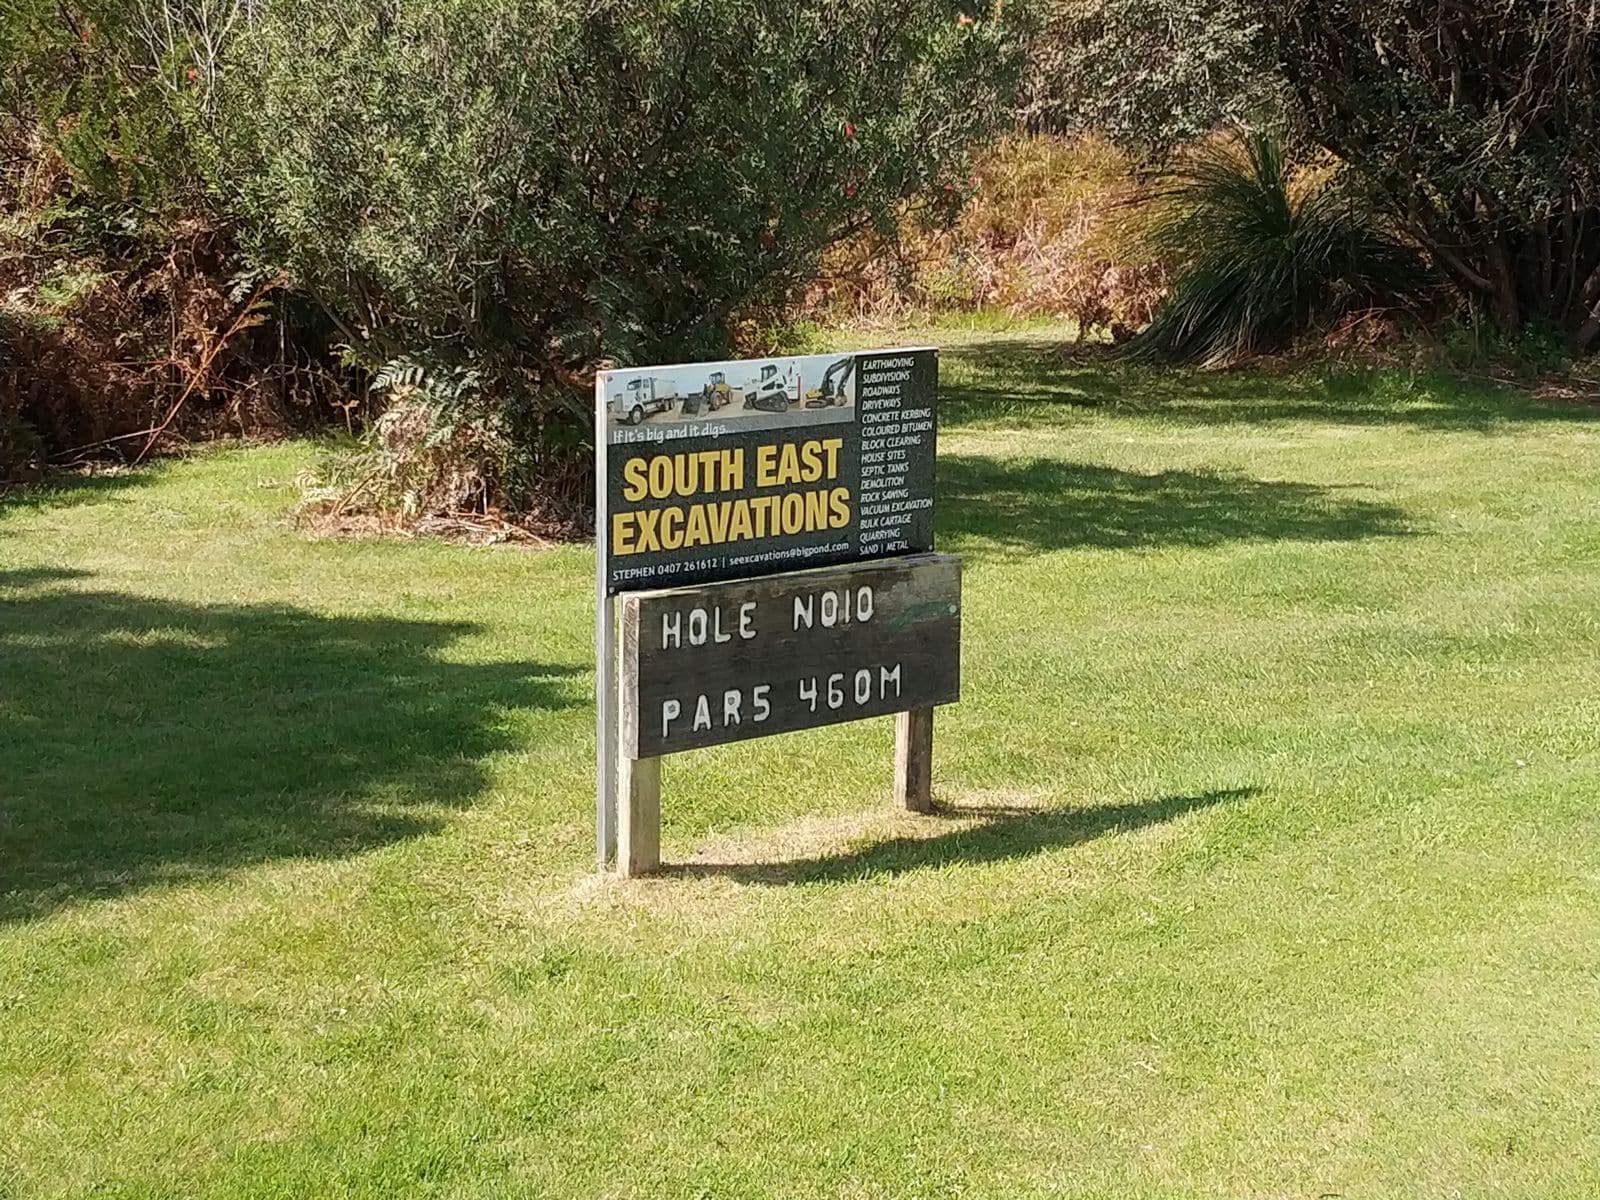 If it's big and it digs...
SOUTH EAST
EXCAVATIONS
STEPHEN 0407 261612 | seexcavations@bigpond.com
EARTHMOVING
SUBDIVISIONS
ROADWAYS
DRIVEWAYS
CONCRETE KERBING
COLOURED BITUMEN
BLOCK CLEARING
HOUSE SITES
SEPTIC TANKS
DEMOLITION
ROCK SAWING
VACUUM EXCAVATION
BULK CARTAGE
QUARRYING
SAND | METAL
HOLE NO10
PAR5 460M